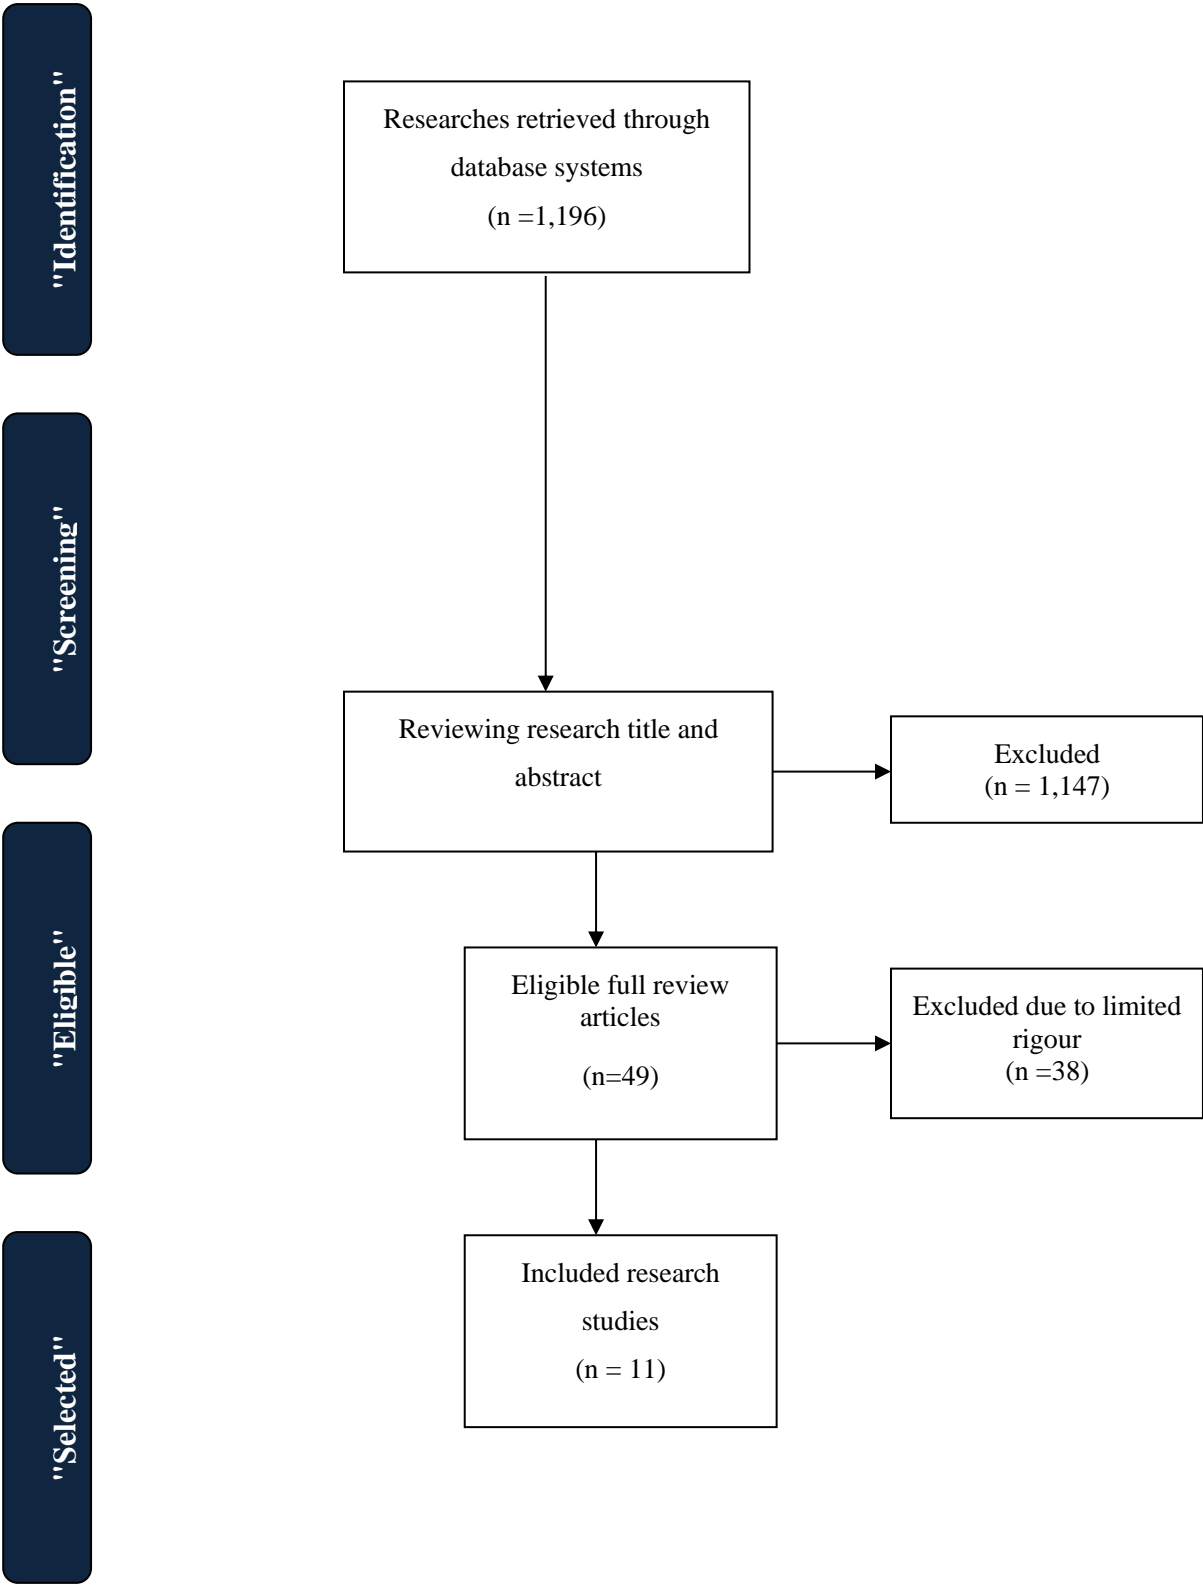 "Identification"
Researches retrieved through
database systems
(n =1,196)
"Screening"
Reviewing research title and
abstract
Excluded
(n = 1,147)
"Eligible"
Eligible full review
articles
(n=49)
Excluded due to limited
rigour
(n =38)
"Selected"
Included research
studies
(n = 11)